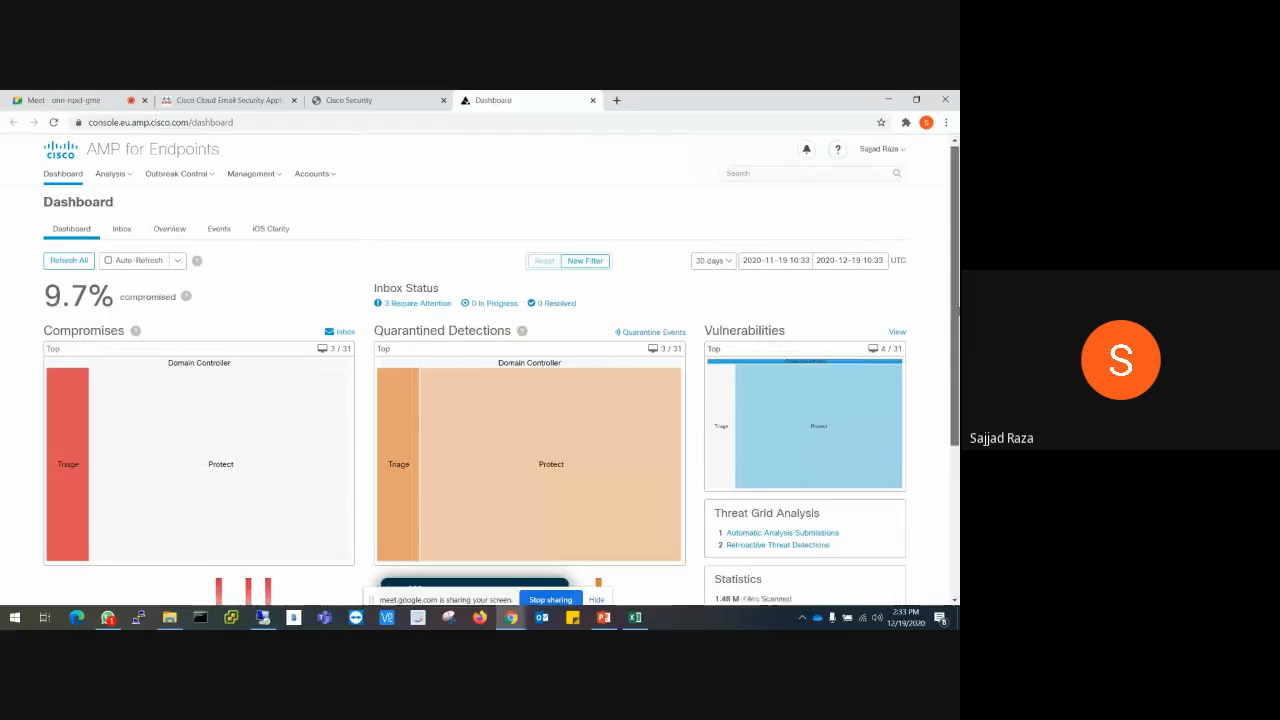 Meet - onn-rqxd-gme
Cisco Cloud Email Security Appli
Cisco Security
Dashboard
console.eu.amp.cisco.com/dashboard
S
cisco
AMP for Endpoints
?
Sajjad Raza
Dashboard
Analysis
Outbreak Control
Management
Accounts
Search
Dashboard
Dashboard
Inbox
Overview
Events
iOS Clarity
Refresh All
Auto-Refresh
Reset
New Filter
30 days
2020-11-19 10:33
2020-12-19 10:33
UTC
9.7% compromised
Inbox Status
3 Require Attention
0 In Progress
0 Resolved
Compromises
Inbox
Quarantined Detections
Quarantine Events
Vulnerabilities
View
Top
3 / 31
Top
3 / 31
Top
4 / 31
Domain Controller
Domain Controller
Triage
Protect
Triage
Protect
Triage
Protect
Threat Grid Analysis
1 Automatic Analysis Submissions
2 Retroactive Threat Detections
Statistics
1.48 M Files Scanned
meet.google.com is sharing your screen.
Stop sharing
Hide
2:33 PM
12/19/2020
S
Sajjad Raza